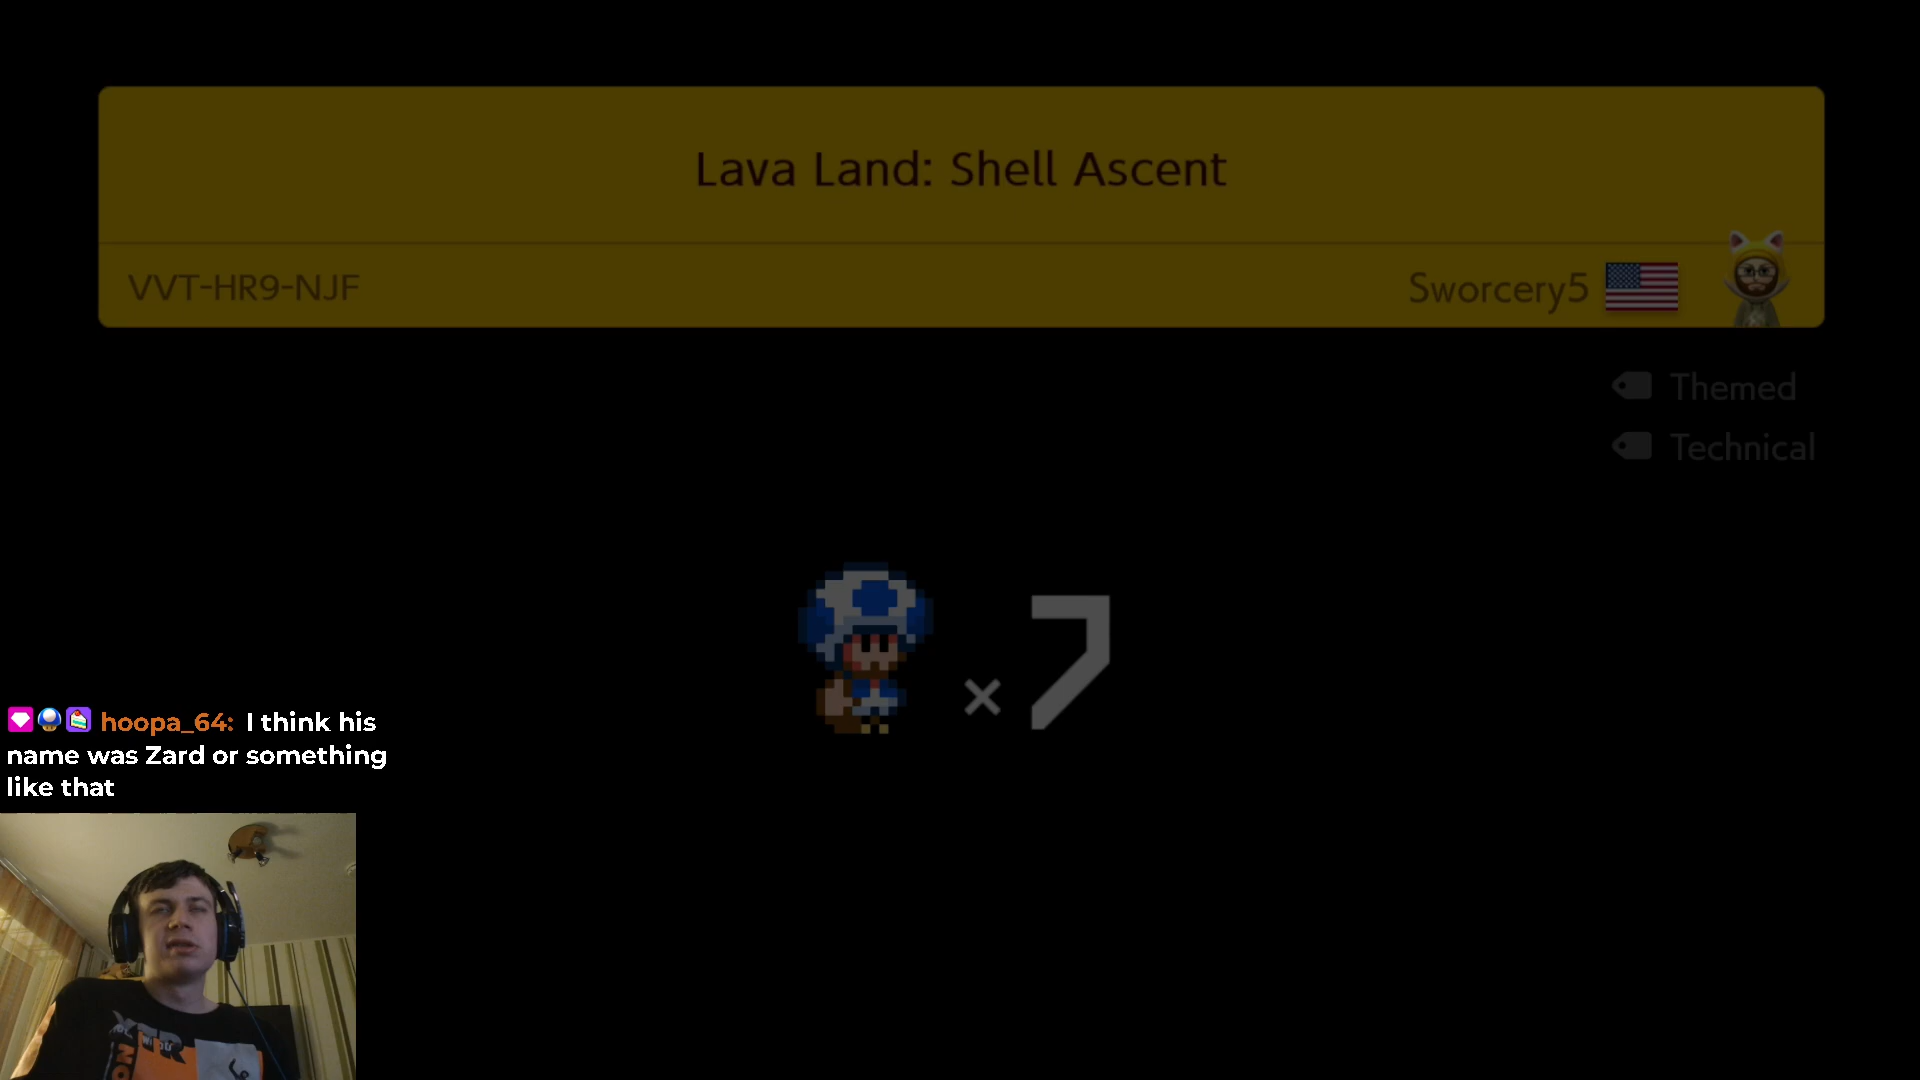 Lava Land: Shell Ascent
VVT-HR9-NJF
Sworcery5
Themed
Technical
× 7
hoopa_64: I think his
name was Zard or something
like that